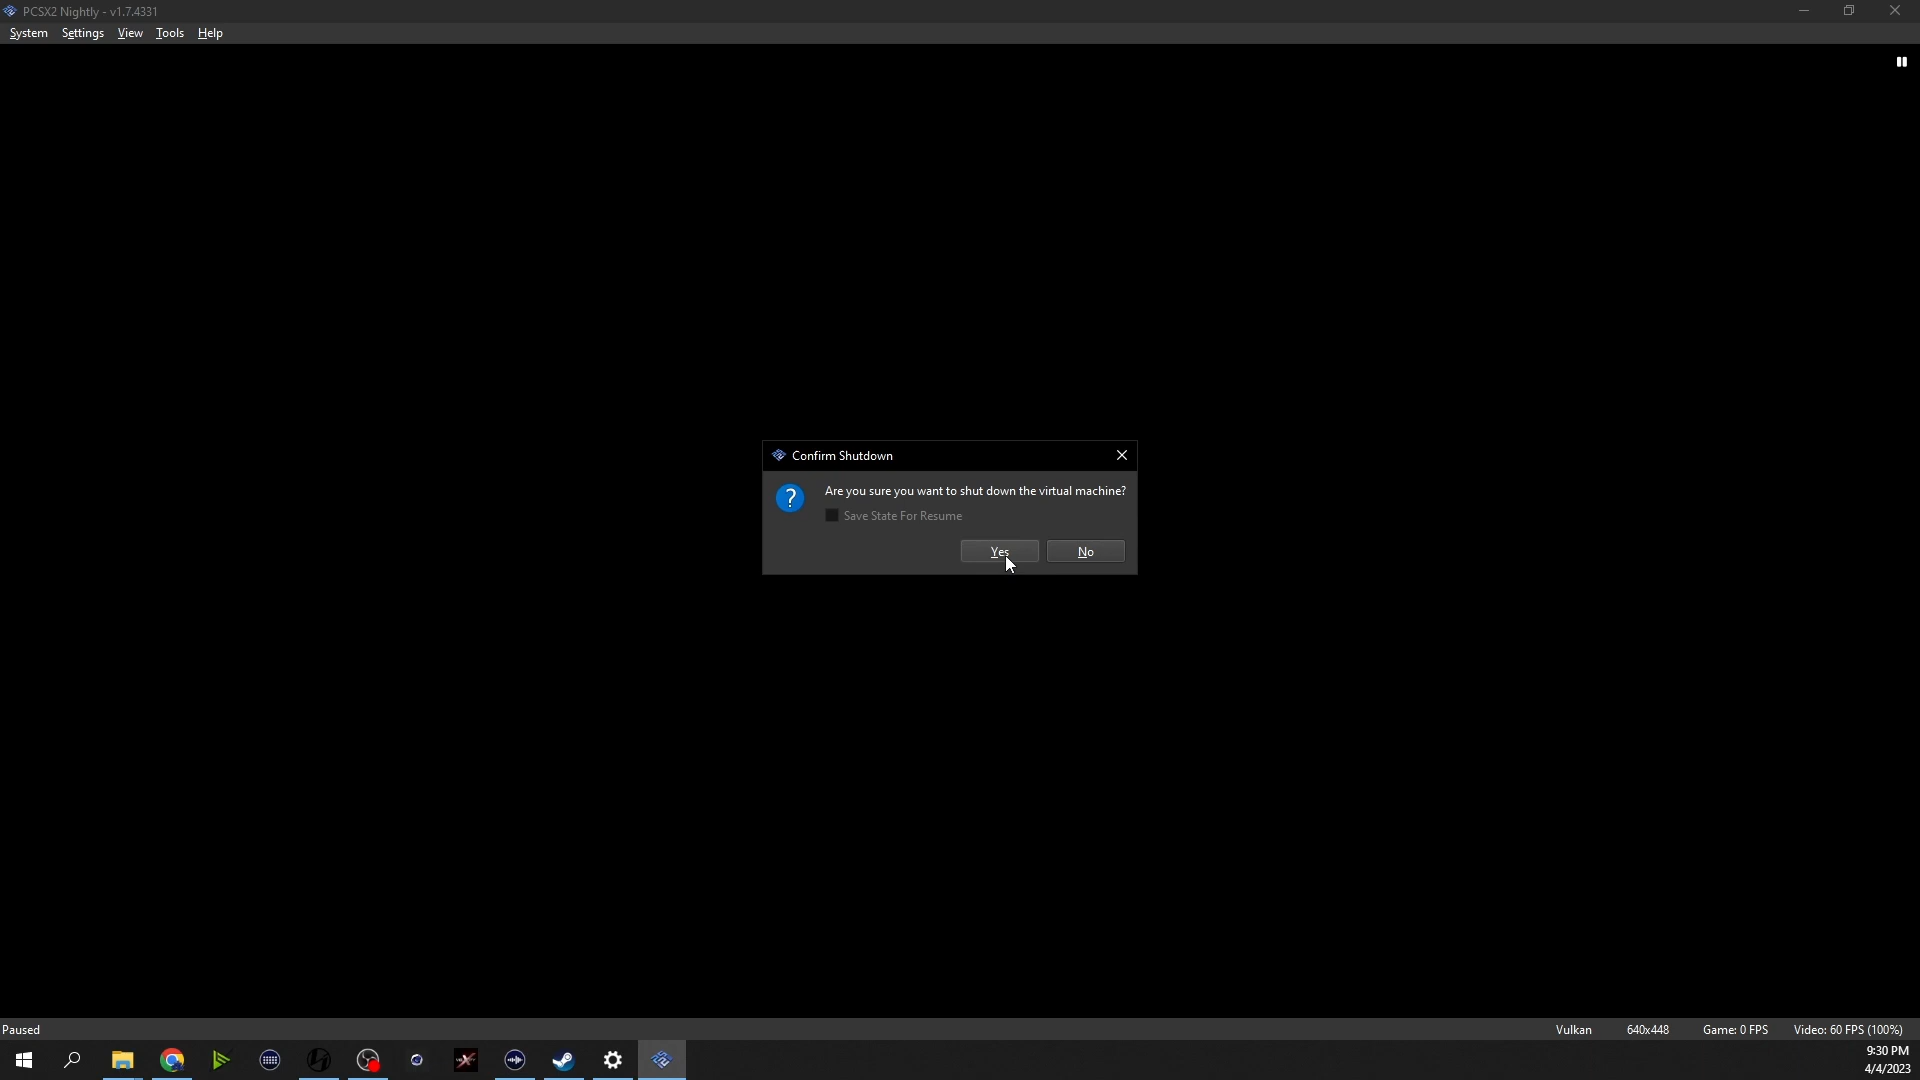 PCSX2 Nightly - v1.7.4331
System Settings View Tools Help
Confirm Shutdown
Are you sure you want to shut down the virtual machine?
Save State For Resume
Yes No
Paused Vulkan 640x448 Game: 0 FPS Video: 60 FPS (100%)
9:30 PM
4/4/2023